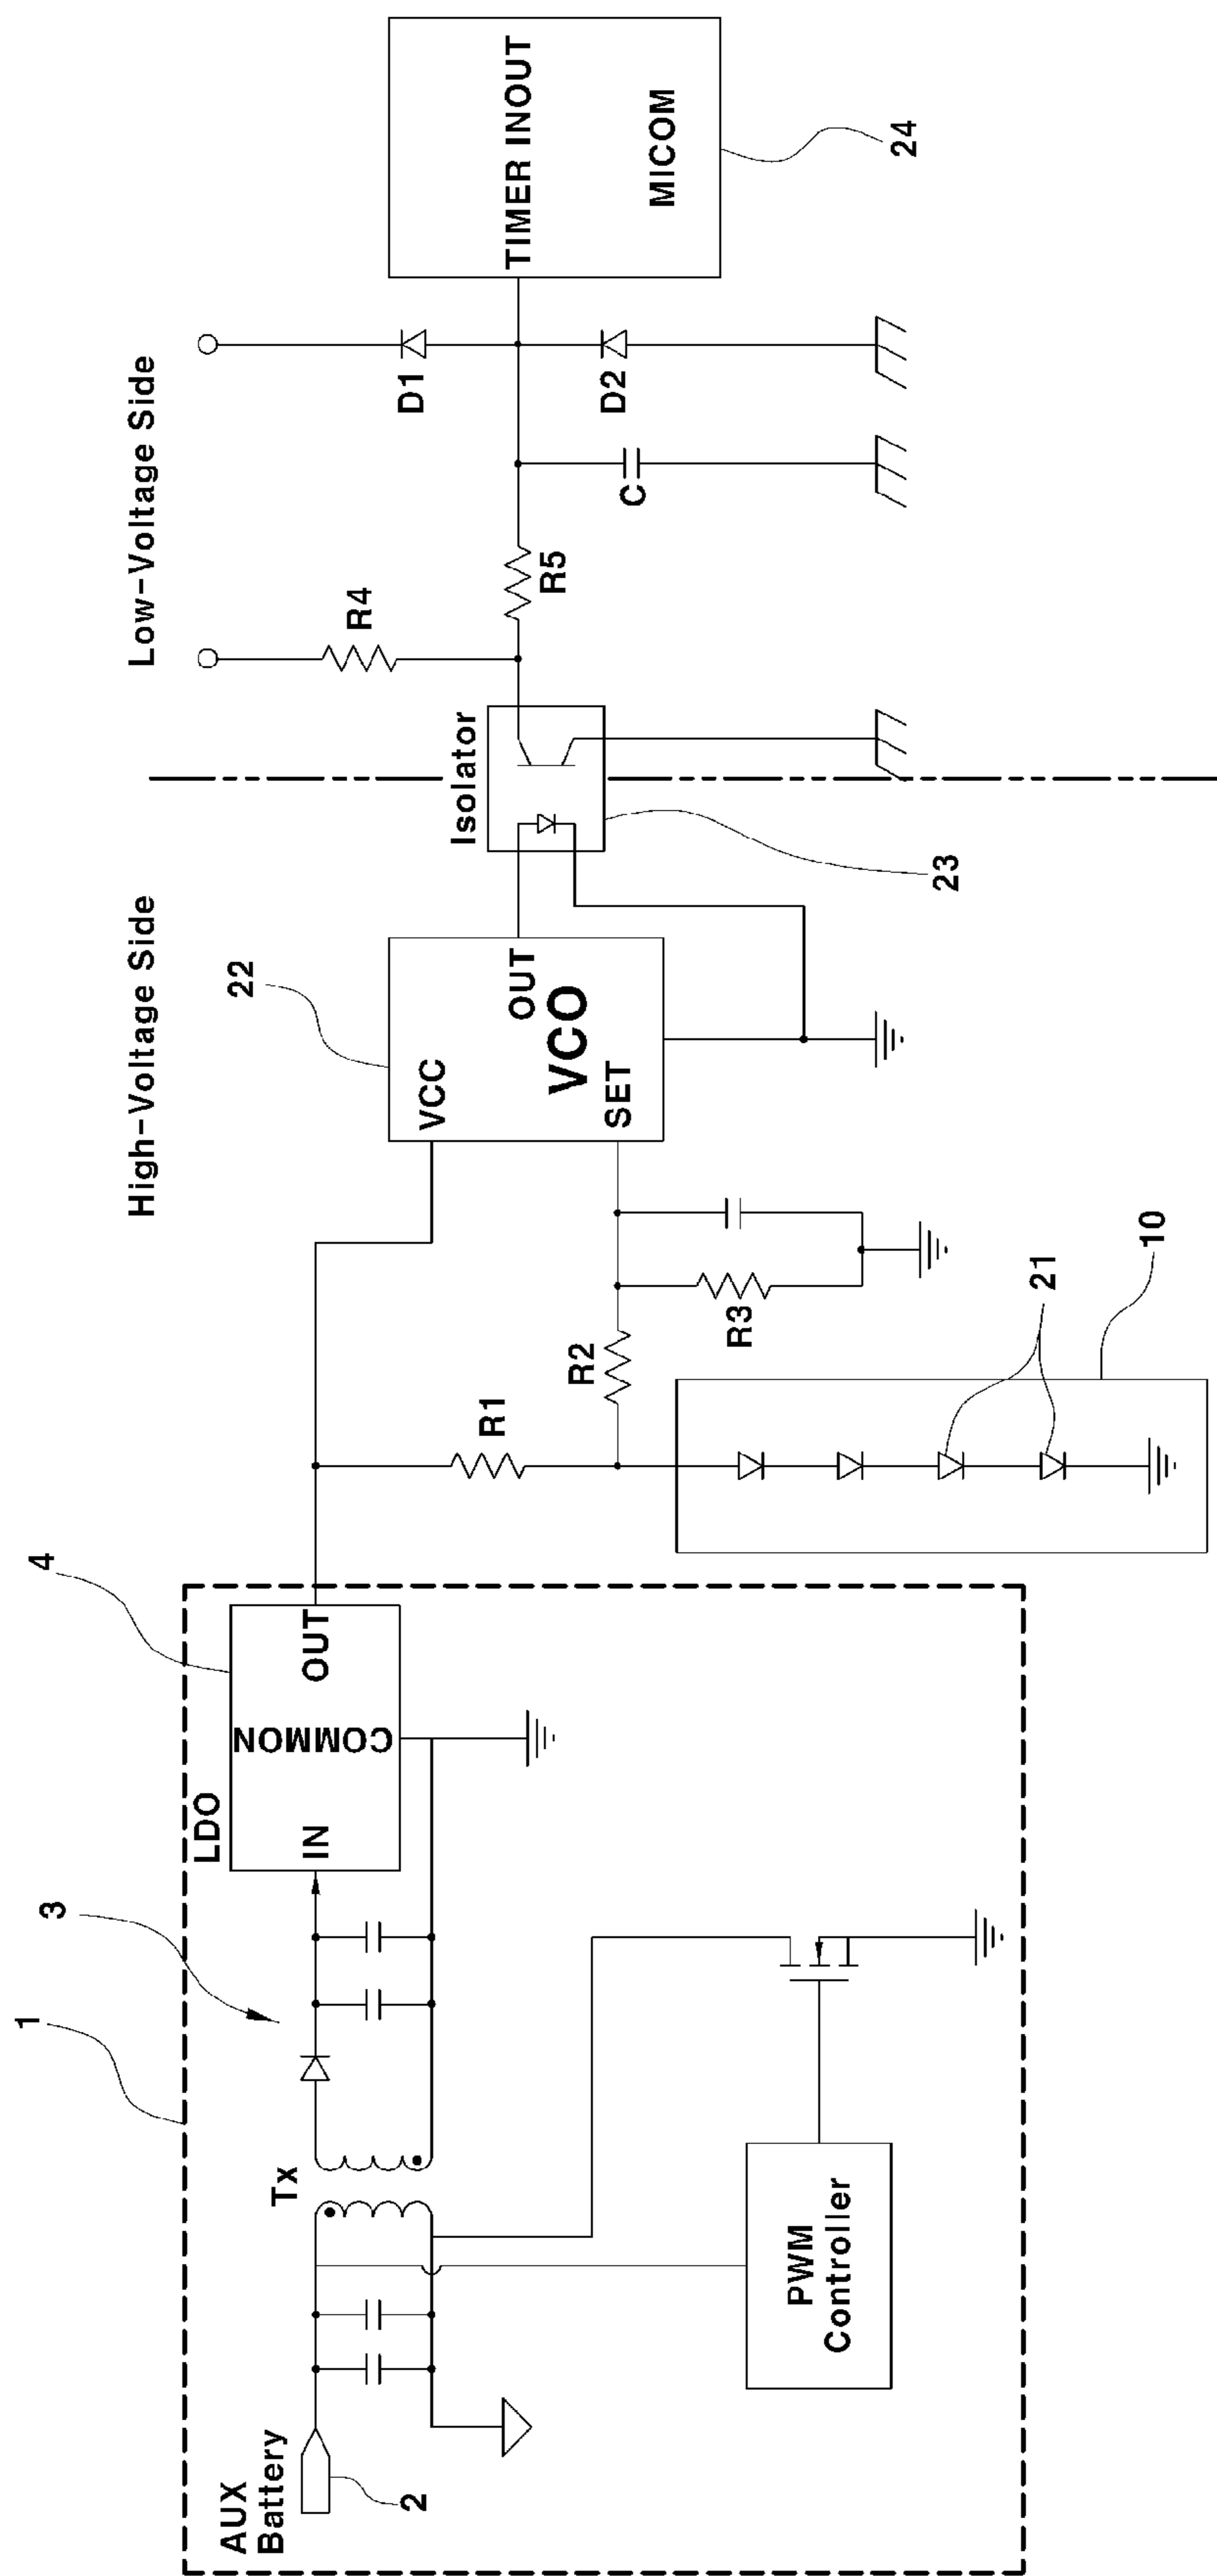 High-Voltage Side
Low-Voltage Side
1
3
4
LDO
IN
COMMON
OUT
AUX
Battery
2
Tx
PWM
Controller
R1
R2
R3
21
10
22
VCC
OUT
VCO
SET
Isolator
23
R4
R5
C
D1
D2
TIMER INOUT
MICOM
24